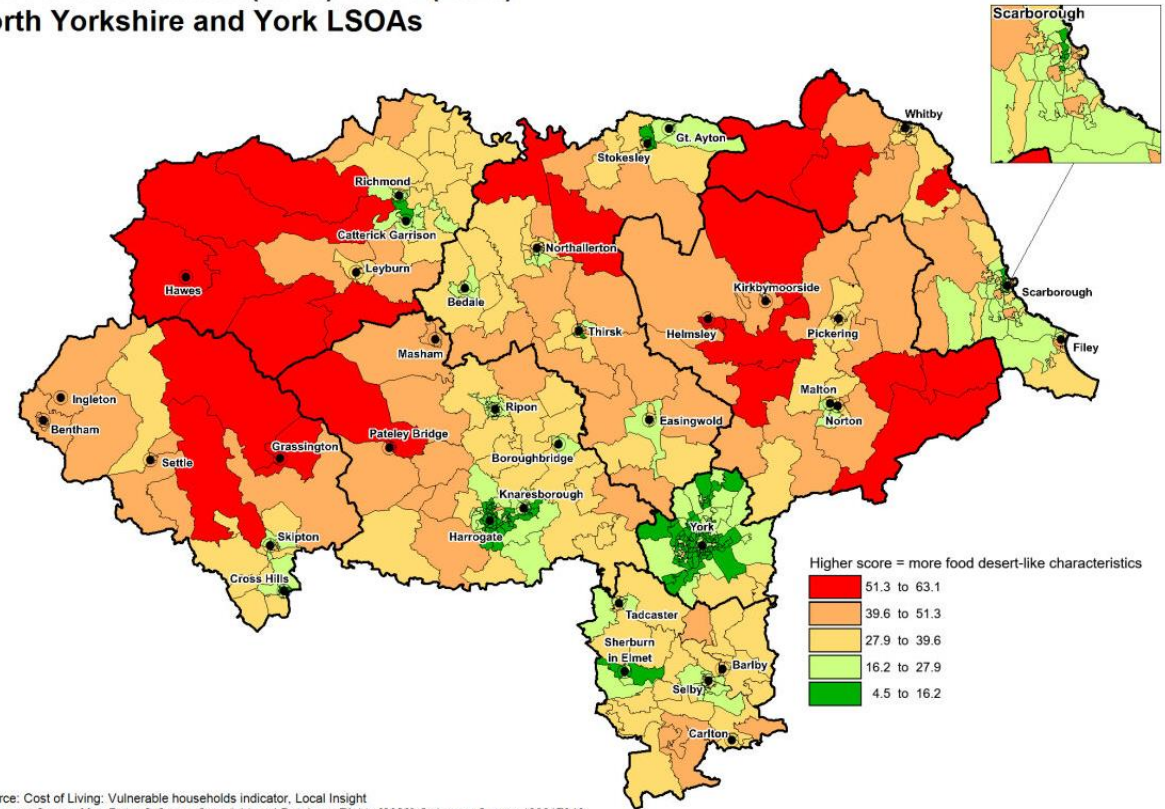 orth Yorkshire and York LSOAs
Scarborough
Whitby
Gt. Ayton
Stokesley
Richmond
Catterick Garrison
Northallerton
Leyburn
Hawes
Bedale
Kirkbymoorside
Scarborough
Thirsk
Helmsley
Pickering
Masham
Filey
Malton
Ingleton
Ripon
Norton
Bentham
Easingwold
Pateley Bridge
Grassington
Boroughbridge
Settle
Knaresborough
York
Harrogate
Skipton
Cross Hills
Higher score = more food desert-like characteristics
51.3 to 63.1
39.6 to 51.3
27.9 to 39.6
16.2 to 27.9
4.5 to 16.2
Tadcaster
Sherburn
in Elmet
Barlby
Selby
Carlton
rce: Cost of Living: Vulnerable households indicator, Local Insight